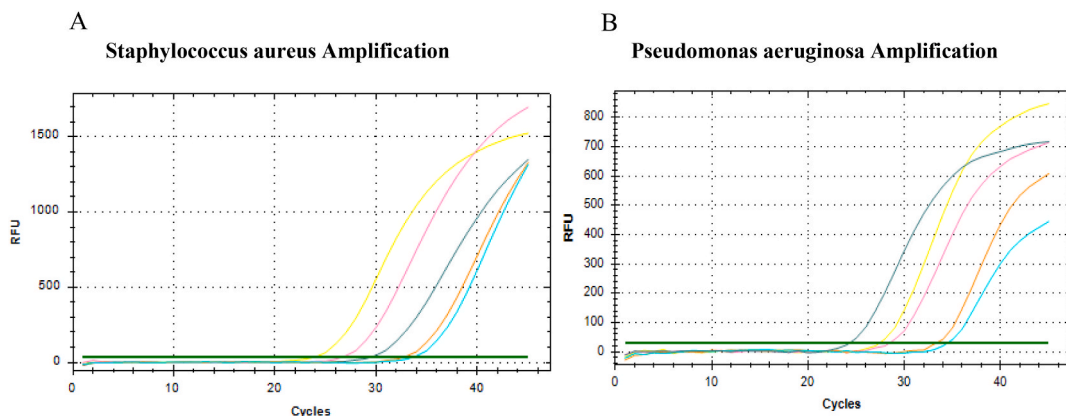 A
Staphylococcus aureus Amplification
1500
1000
500
0
RFU
0 10 20 30 40
Cycles
B
Pseudomonas aeruginosa Amplification
800
700
600
500
400
300
200
100
0
RFU
0 10 20 30 40
Cycles